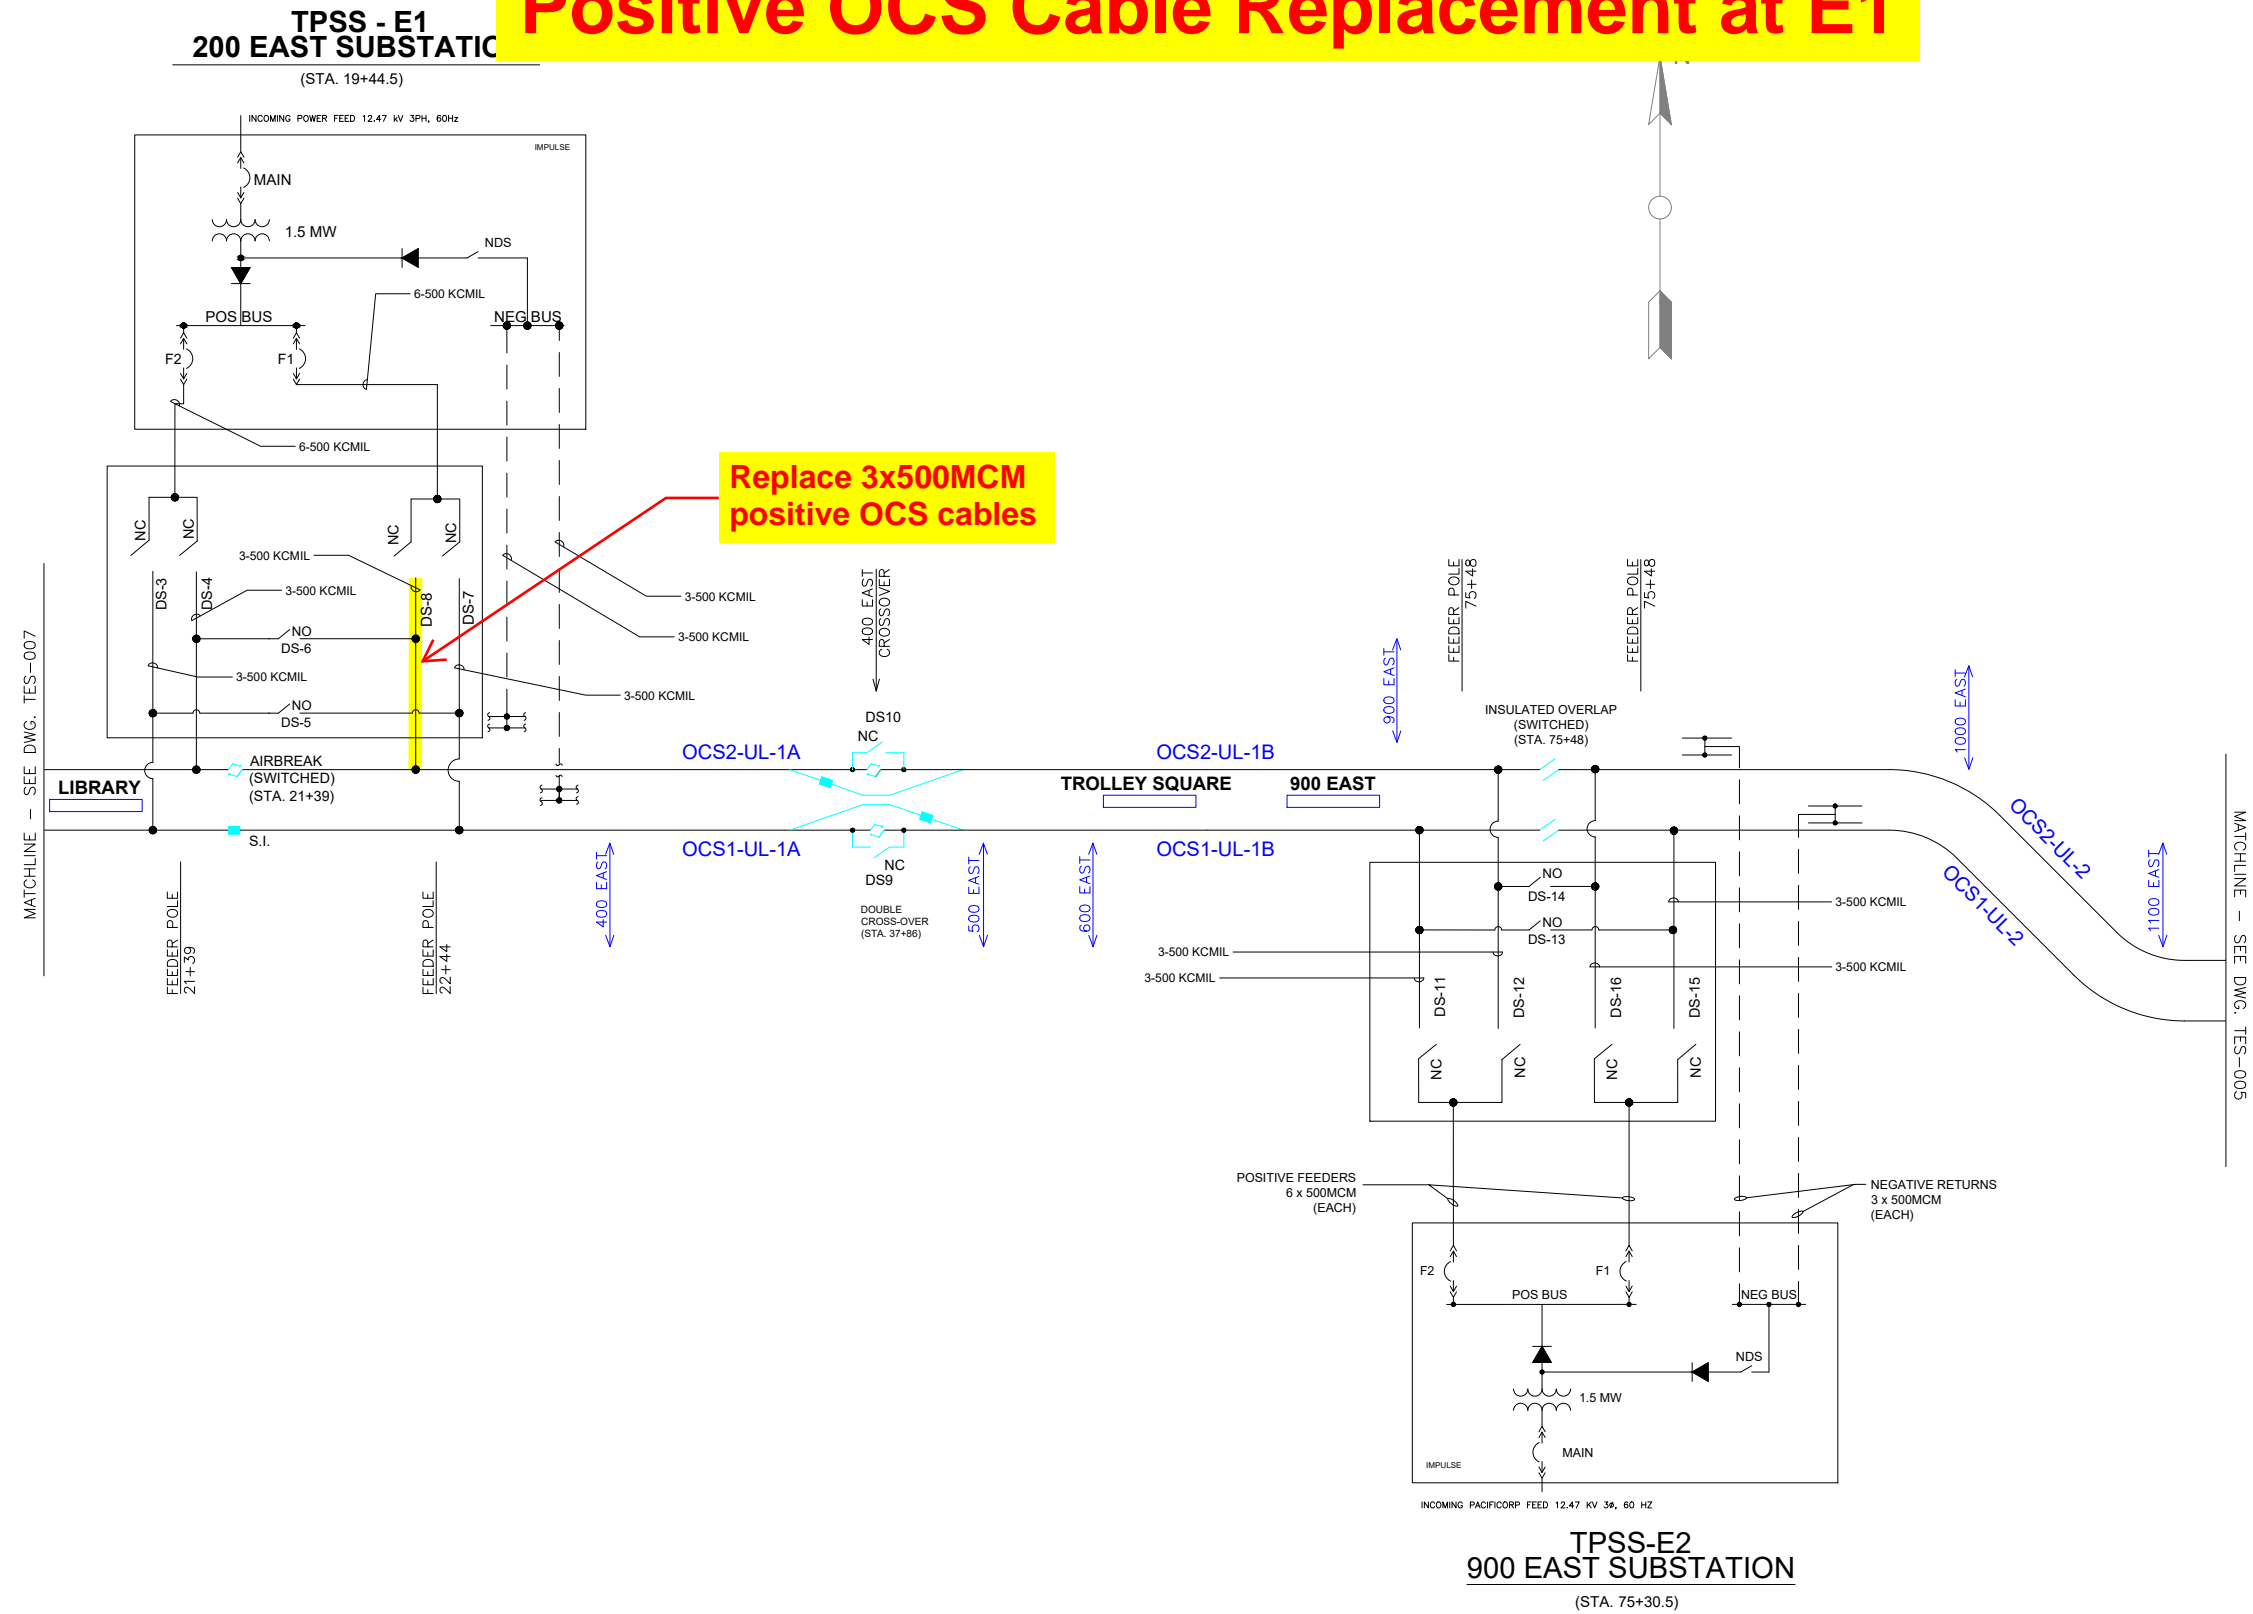 Positive OCS Cable Replacement at E1
TPSS - E1
200 EAST
(STA. 19+44.5)
INCOMING POWER FEED 12.47 kV 3PH, 60Hz
IMPULSE
MAIN
1.5 MW
NDS
6-500 KCMIL
POS BUS
NEG BUS
F2
F1
6-500 KCMIL
Replace 3x500MCM
positive OCS cables
NC
NC
NC
NC
3-500 KCMIL
DS-3
DS-4
3-500 KCMIL
DS-8
DS-7
3-500 KCMIL
NO
DS-6
3-500 KCMIL
3-500 KCMIL
3-500 KCMIL
NO
DS-5
400 EAST
CROSSOVER
FEEDER POLE
75+48
FEEDER POLE
75+48
MATCHLINE - SEE DWG. TES-007
900 EAST
1000 EAST
INSULATED OVERLAP
(SWITCHED)
(STA. 75+48)
DS10
NC
OCS2-UL-1A
OCS2-UL-1B
AIRBREAK
(SWITCHED)
(STA. 21+39)
LIBRARY
TROLLEY SQUARE
900 EAST
S.I.
OCS1-UL-1A
OCS1-UL-1B
NC
DS9
DOUBLE
CROSS-OVER
(STA. 37+86)
FEEDER POLE
21+39
FEEDER POLE
22+44
400 EAST
500 EAST
600 EAST
OCS2-UL-2
OCS1-UL-2
1100 EAST
MATCHLINE - SEE DWG. TES-005
NO
DS-14
NO
DS-13
3-500 KCMIL
3-500 KCMIL
3-500 KCMIL
3-500 KCMIL
DS-11
DS-12
DS-16
DS-15
NC
NC
NC
NC
POSITIVE FEEDERS
6 x 500MCM
(EACH)
NEGATIVE RETURNS
3 x 500MCM
(EACH)
F2
F1
POS BUS
NEG BUS
NDS
1.5 MW
MAIN
IMPULSE
INCOMING PACIFICORP FEED 12.47 KV 3ø, 60 HZ
TPSS-E2
900 EAST SUBSTATION
(STA. 75+30.5)